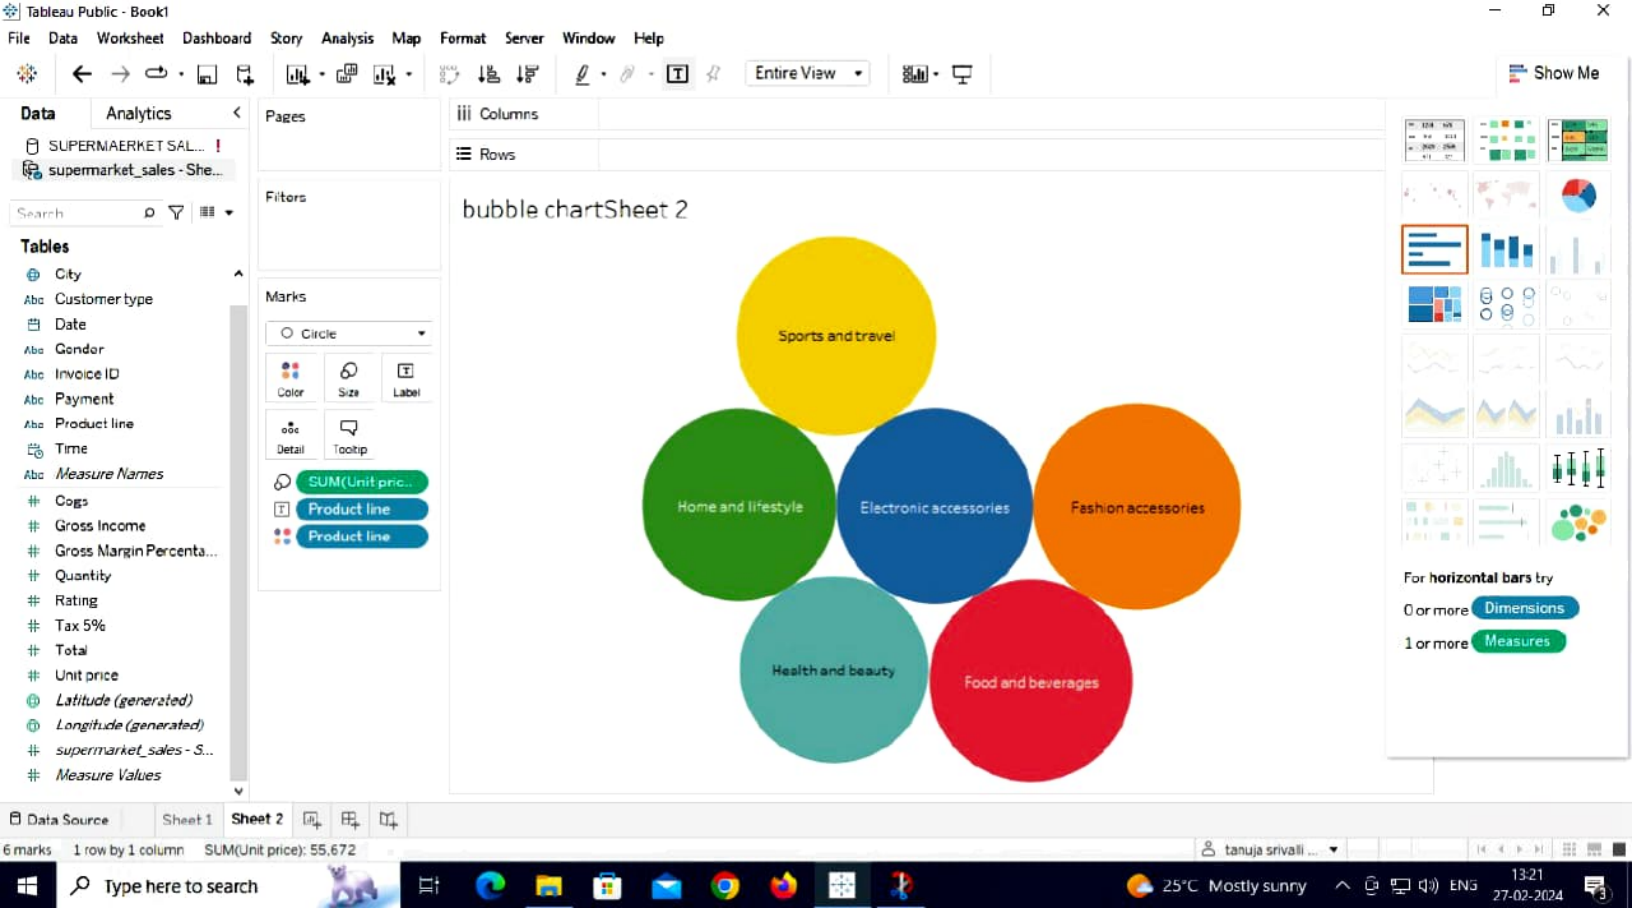 Tableau Public - Book1
File Data Worksheet Dashboard Story Analysis Map Format Server Window Help
Entire View
Show Me
Data Analytics
SUPERMAERKET SAL... !
supermarket_sales - She...
Search
Tables
City
Abc Customer type
Date
Abc Gender
Abc Invoice ID
Abc Payment
Abc Product line
Time
Abc Measure Names
# Cogs
# Gross Income
# Gross Margin Percenta...
# Quantity
# Rating
# Tax 5%
# Total
# Unit price
Latitude (generated)
Longitude (generated)
# supermarket_sales - S...
# Measure Values
Pages
Filters
Marks
Circle
Color Size Label
Detail Tooltip
SUM(Unit pric..
Product line
Product line
Columns
Rows
bubble chartSheet 2
Sports and travel
Home and lifestyle
Electronic accessories
Fashion accessories
Health and beauty
Food and beverages
For horizontal bars try
0 or more Dimensions
1 or more Measures
Data Source Sheet 1 Sheet 2
6 marks 1 row by 1 column SUM(Unit price): 55,672
tanuja srivalli ...
Type here to search
25°C Mostly sunny
ENG
13:21
27-02-2024
3